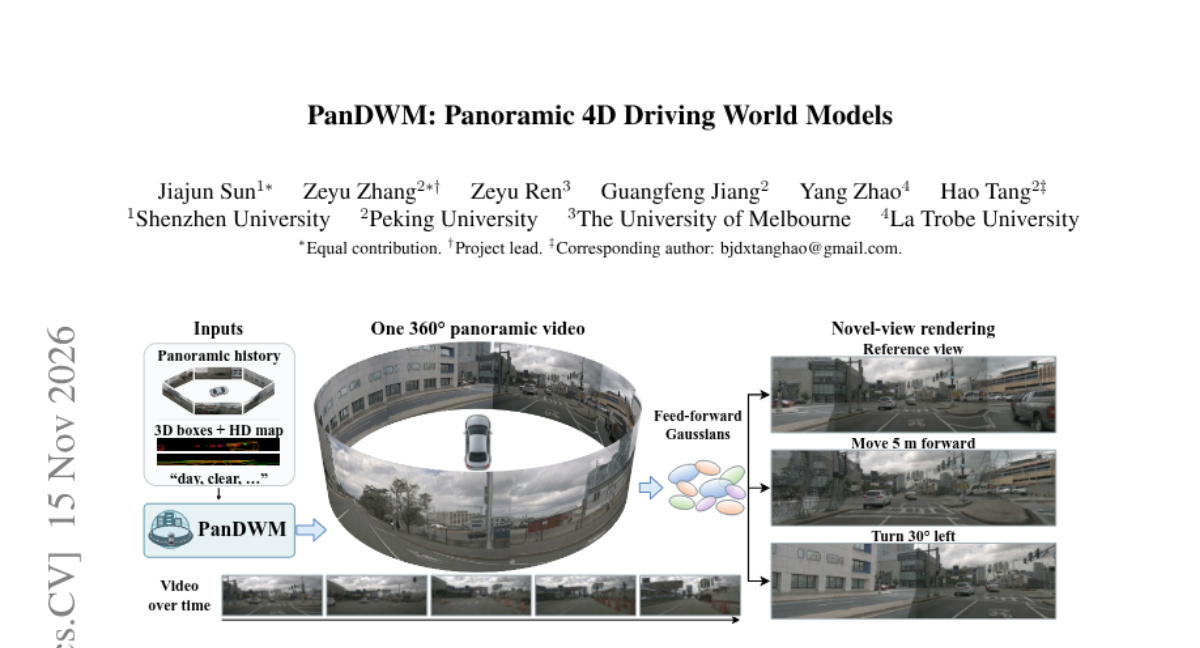 PanDWM: Panoramic 4D Driving World Models
Jiajun Sun1* Zeyu Zhang2*† Zeyu Ren3 Guangfeng Jiang2 Yang Zhao4 Hao Tang2‡
1Shenzhen University 2Peking University 3The University of Melbourne 4La Trobe University
*Equal contribution. †Project lead. ‡Corresponding author: bjdxtanghao@gmail.com.
cs.CV] 15 Nov 2026
Inputs
Panoramic history
3D boxes + HD map
“day, clear, ...”
PanDWM
One 360° panoramic video
Feed-forward
Gaussians
Novel-view rendering
Reference view
Move 5 m forward
Turn 30° left
Video
over time